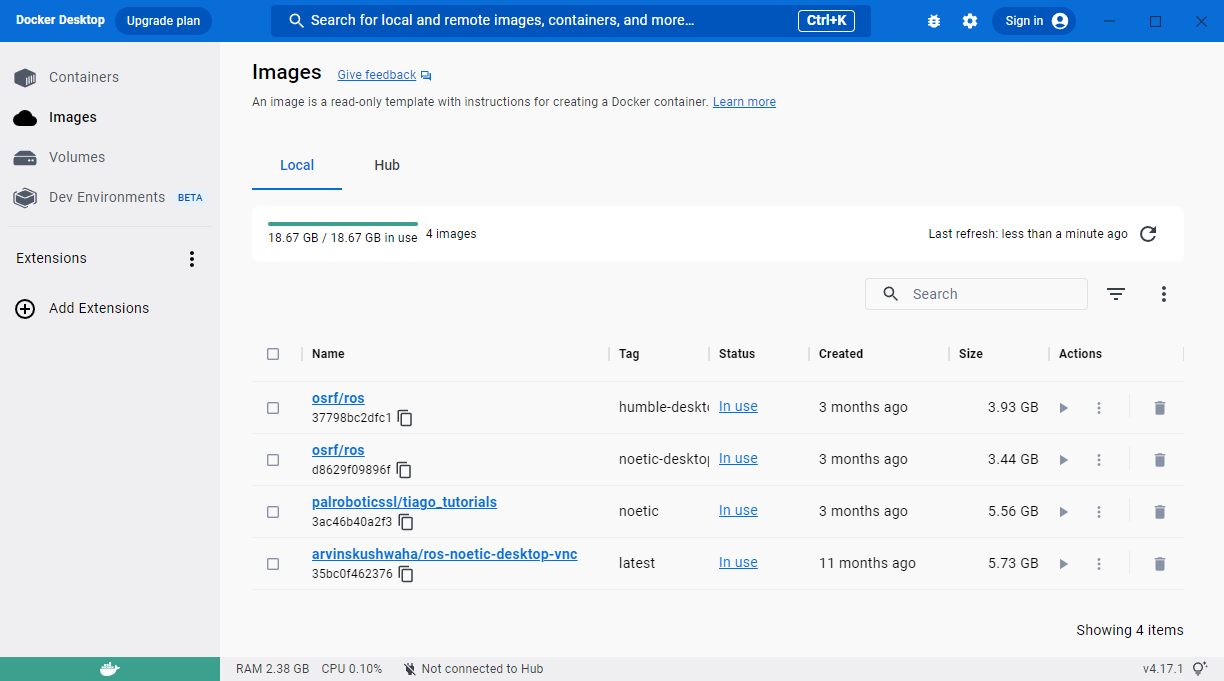 Docker Desktop Upgrade plan Search for local and remote images, containers, and more... Ctrl+K Sign in
Containers
Images
Volumes
Dev Environments BETA
Extensions
Add Extensions
Images Give feedback
An image is a read-only template with instructions for creating a Docker container. Learn more
Local Hub
18.67 GB / 18.67 GB in use 4 images Last refresh: less than a minute ago
Search
Name Tag Status Created Size Actions
osrf/ros
37798bc2dfc1 humble-deskto In use 3 months ago 3.93 GB
osrf/ros
d8629f09896f noetic-desktop In use 3 months ago 3.44 GB
palroboticssl/tiago_tutorials
3ac46b40a2f3 noetic In use 3 months ago 5.56 GB
arvinskushwaha/ros-noetic-desktop-vnc
35bc0f462376 latest In use 11 months ago 5.73 GB
Showing 4 items
RAM 2.38 GB CPU 0.10% Not connected to Hub v4.17.1